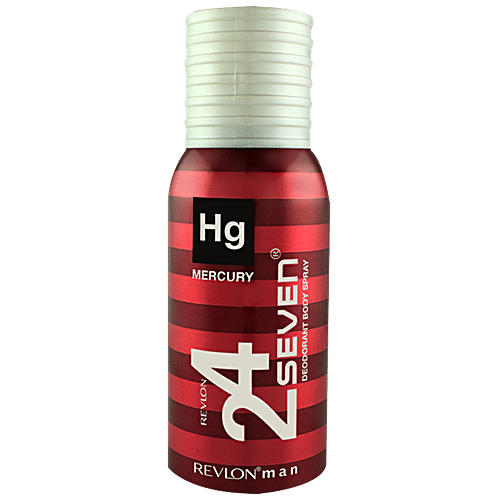 Hg
MERCURY
REVLON
24
SEVEN®
DEODORANT BODY SPRAY
REVLON® man